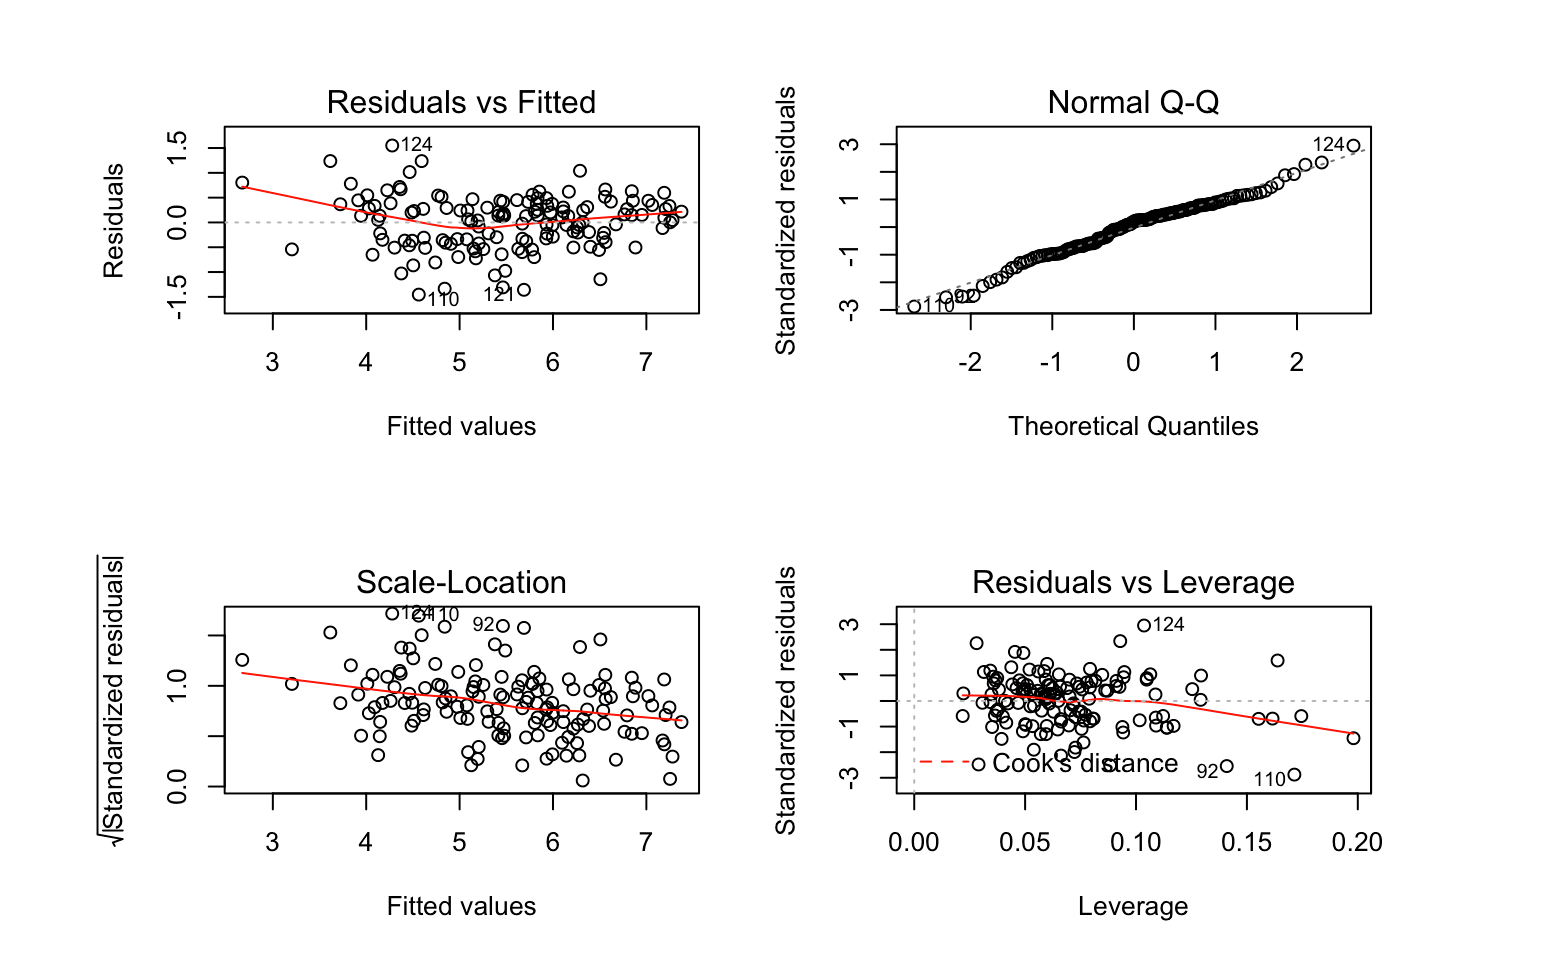 Residuals vs Fitted
Residuals
1.5
0.0
-1.5
124
110
121
3 4 5 6 7
Fitted values
Normal Q-Q
Standardized residuals
3
1
-1
-3
124
110
92
-2 -1 0 1 2
Theoretical Quantiles
Scale-Location
√|Standardized residuals|
1.0
0.0
124
110
92
3 4 5 6 7
Fitted values
Residuals vs Leverage
Standardized residuals
3
1
-1
-3
124
Cook's distance
92
110
0.00 0.05 0.10 0.15 0.20
Leverage